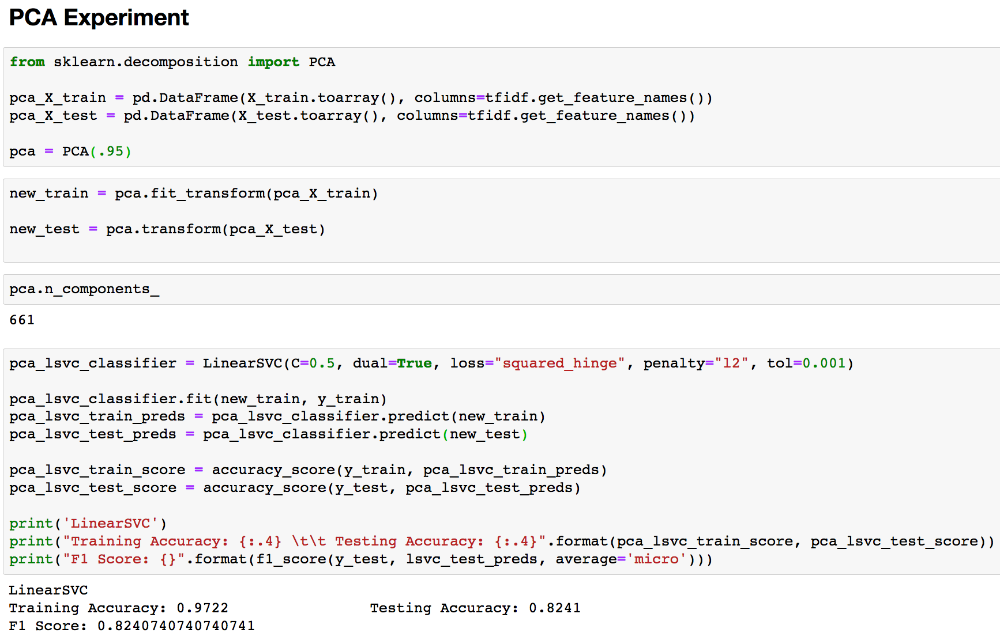 PCA Experiment
from sklearn.decomposition import PCA
pca_X_train = pd.DataFrame(X_train.toarray(), columns=tfidf.get_feature_names())
pca_X_test = pd.DataFrame(X_test.toarray(), columns=tfidf.get_feature_names())
pca = PCA(.95)
new_train = pca.fit_transform(pca_X_train)
new_test = pca.transform(pca_X_test)
pca.n_components_
661
pca_lsvc_classifier = LinearSVC(C=0.5, dual=True, loss="squared_hinge", penalty="l2", tol=0.001)
pca_lsvc_classifier.fit(new_train, y_train)
pca_lsvc_train_preds = pca_lsvc_classifier.predict(new_train)
pca_lsvc_test_preds = pca_lsvc_classifier.predict(new_test)
pca_lsvc_train_score = accuracy_score(y_train, pca_lsvc_train_preds)
pca_lsvc_test_score = accuracy_score(y_test, pca_lsvc_test_preds)
print('LinearSVC')
print("Training Accuracy: {:.4} \t\t Testing Accuracy: {:.4}".format(pca_lsvc_train_score, pca_lsvc_test_score))
print("F1 Score: {}".format(f1_score(y_test, lsvc_test_preds, average='micro')))
LinearSVC
Training Accuracy: 0.9722 Testing Accuracy: 0.8241
F1 Score: 0.8240740740740741